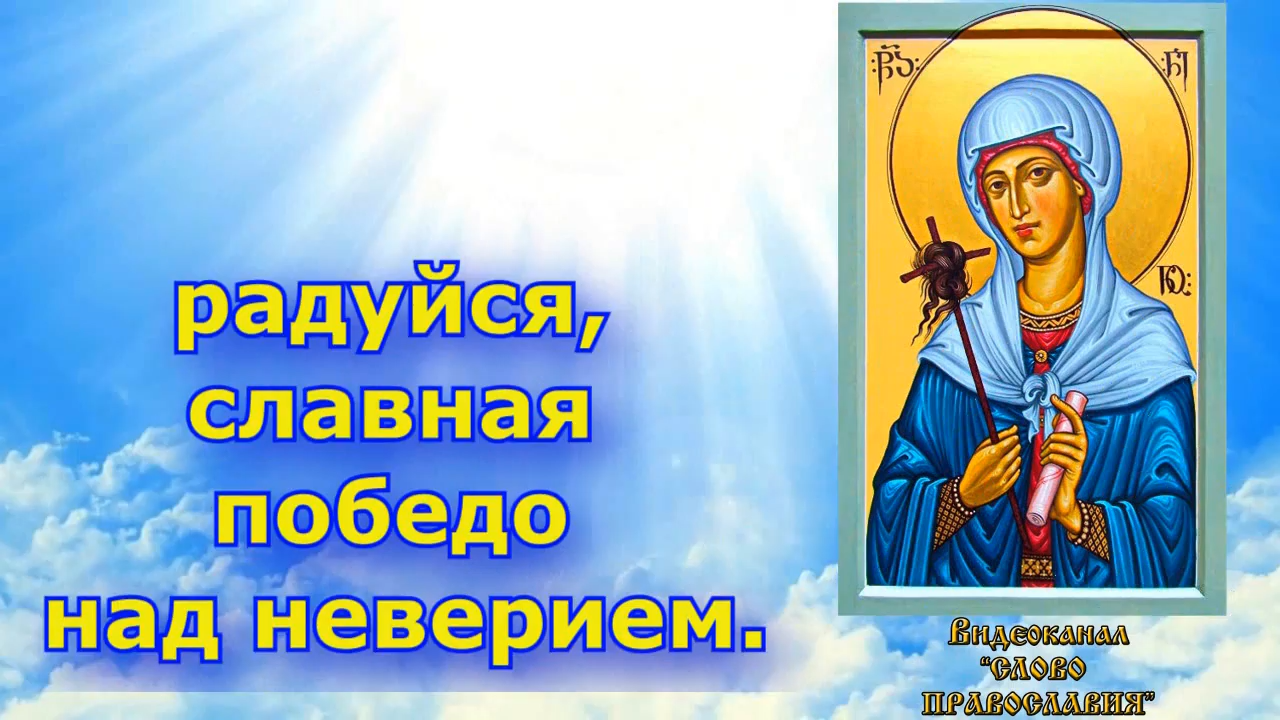 радуйся,
славная
победо
над неверием.
Видеоканал
“СЛОВО
ПРАВОСЛАВИЯ”